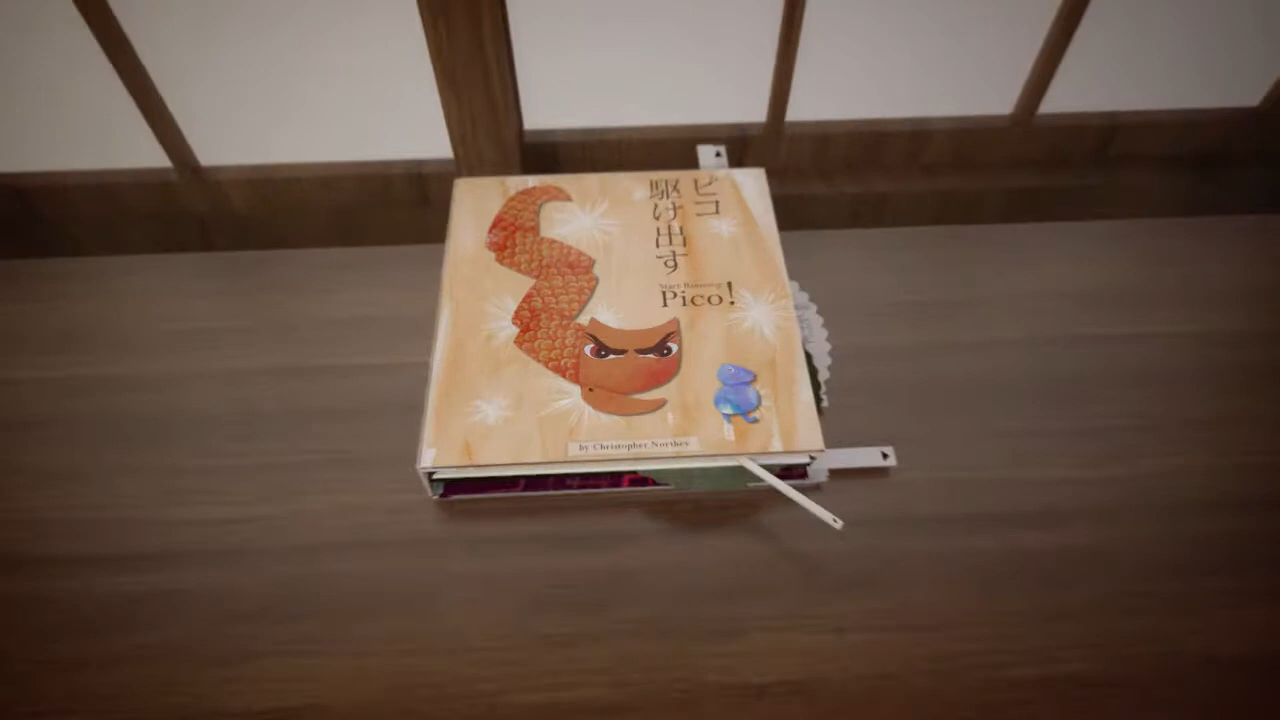 ピコ
駆け出す
Start Running
Pico!
by Christopher Northey